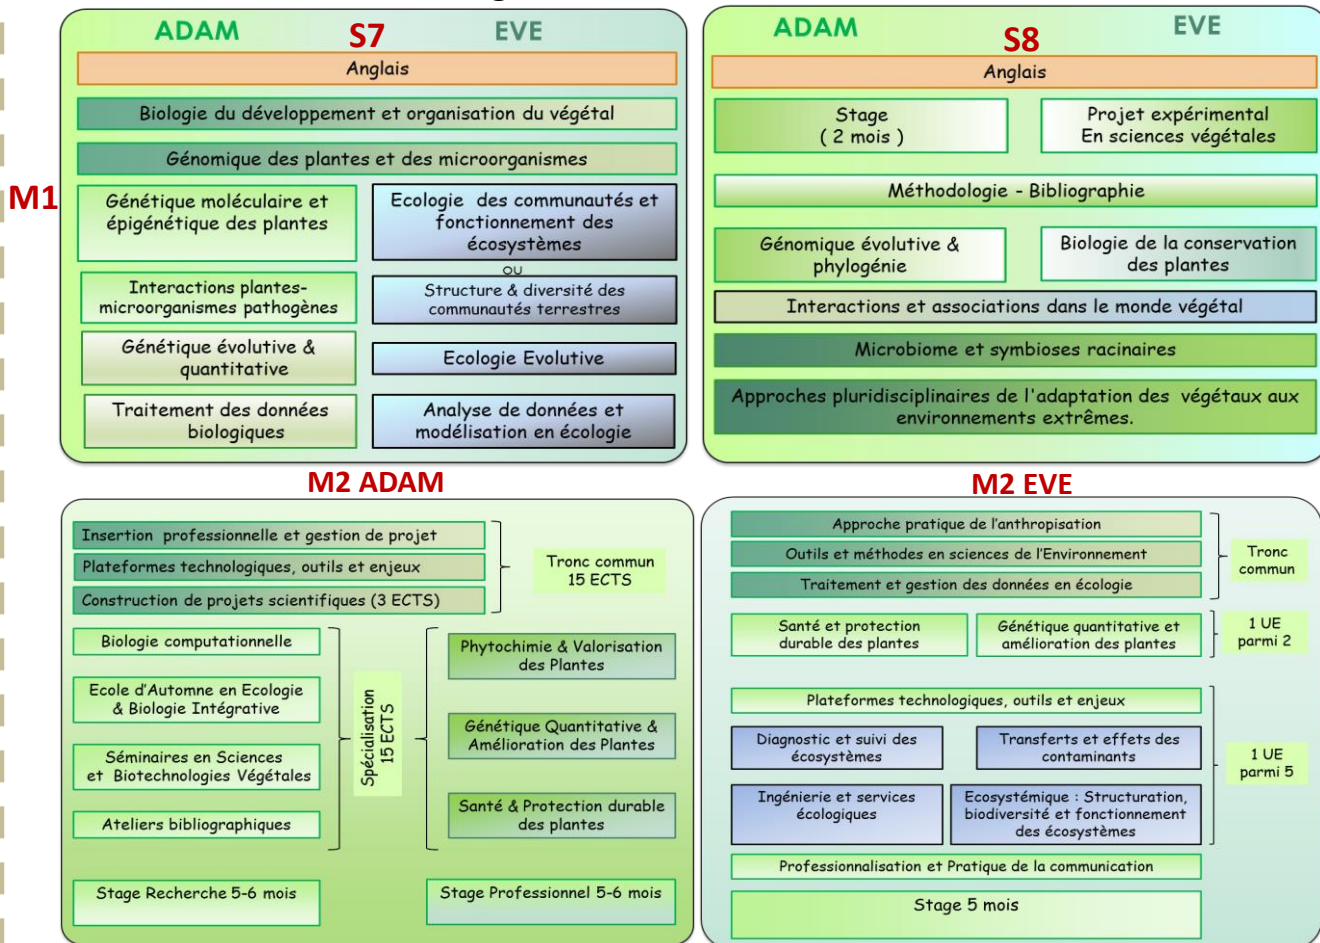 ADAM S7 EVE
Anglais
Biologie du développement et organisation du végétal
Génomique des plantes et des microorganismes
M1
Génétique moléculaire et
épigénétique des plantes
Ecologie des communautés et
fonctionnement des
écosystèmes
ou
Interactions plantes-
microorganismes pathogènes
Structure & diversité des
communautés terrestres
Génétique évolutive &
quantitative
Ecologie Evolutive
Traitement des données
biologiques
Analyse de données et
modélisation en écologie
ADAM S8 EVE
Anglais
Stage
( 2 mois )
Projet expérimental
En sciences végétales
Méthodologie - Bibliographie
Génomique évolutive &
phylogénie
Biologie de la conservation
des plantes
Interactions et associations dans le monde végétal
Microbiome et symbioses racinaires
Approches pluridisciplinaires de l'adaptation des végétaux aux
environnements extrêmes.
M2 ADAM
Insertion professionnelle et gestion de projet
Plateformes technologiques, outils et enjeux
Construction de projets scientifiques (3 ECTS)
Tronc commun
15 ECTS
Biologie computationnelle
Ecole d'Automne en Ecologie
& Biologie Intégrative
Séminaires en Sciences
et Biotechnologies Végétales
Ateliers bibliographiques
Spécialisation
15 ECTS
Phytochimie & Valorisation
des Plantes
Génétique Quantitative &
Amélioration des Plantes
Santé & Protection durable
des plantes
Stage Recherche 5-6 mois
Stage Professionnel 5-6 mois
M2 EVE
Approche pratique de l'anthropisation
Outils et méthodes en sciences de l'Environnement
Traitement et gestion des données en écologie
Tronc
commun
Santé et protection
durable des plantes
Génétique quantitative et
amélioration des plantes
1 UE
parmi 2
Plateformes technologiques, outils et enjeux
Diagnostic et suivi des
écosystèmes
Transferts et effets des
contaminants
Ingénierie et services
écologiques
Ecosystémique : Structuration,
biodiversité et fonctionnement
des écosystèmes
1 UE
parmi 5
Professionnalisation et Pratique de la communication
Stage 5 mois